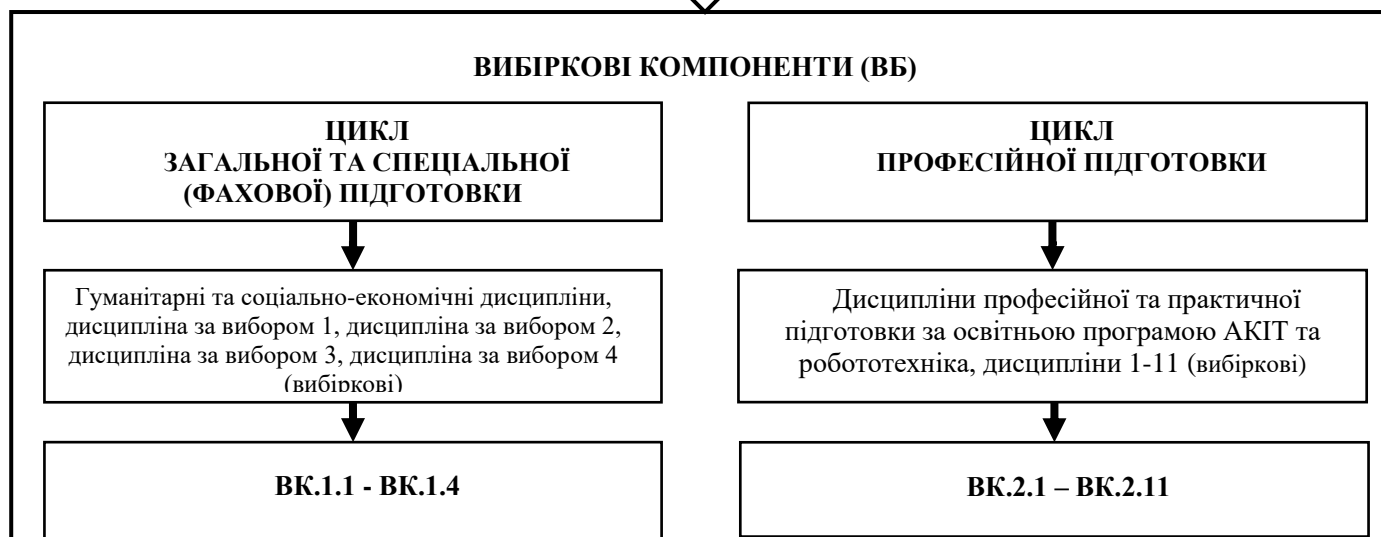 ВИБІРКОВІ КОМПОНЕНТИ (ВБ)
ЦИКЛ
ЗАГАЛЬНОЇ ТА СПЕЦІАЛЬНОЇ
(ФАХОВОЇ) ПІДГОТОВКИ
Гуманітарні та соціально-економічні дисципліни,
дисципліна за вибором 1, дисципліна за вибором 2,
дисципліна за вибором 3, дисципліна за вибором 4
(вибіркові)
ВК.1.1 - ВК.1.4
ЦИКЛ
ПРОФЕСІЙНОЇ ПІДГОТОВКИ
Дисципліни професійної та практичної
підготовки за освітньою програмою АКІТ та
робототехніка, дисципліни 1-11 (вибіркові)
ВК.2.1 – ВК.2.11